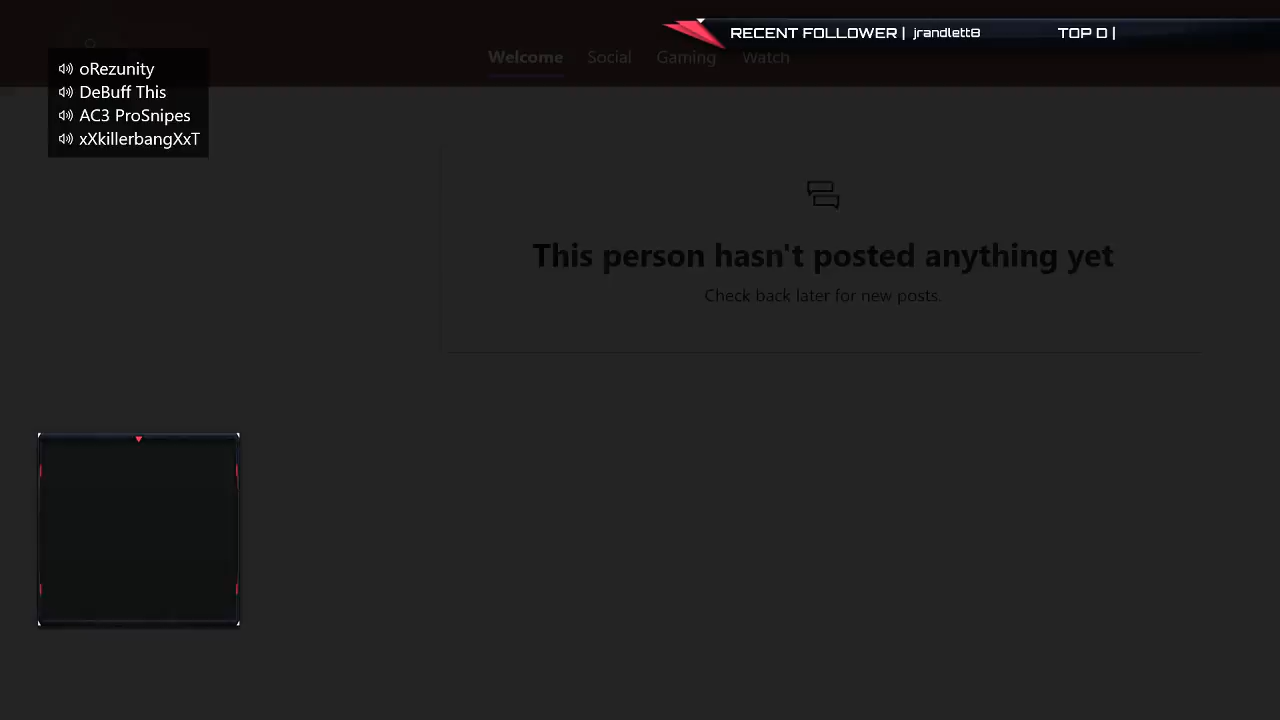 RECENT FOLLOWER | jrandlett8 TOP D |
Welcome Social Gaming Watch
oRezunity
DeBuff This
AC3 ProSnipes
xXkillerbangXxT
This person hasn't posted anything yet
Check back later for new posts.